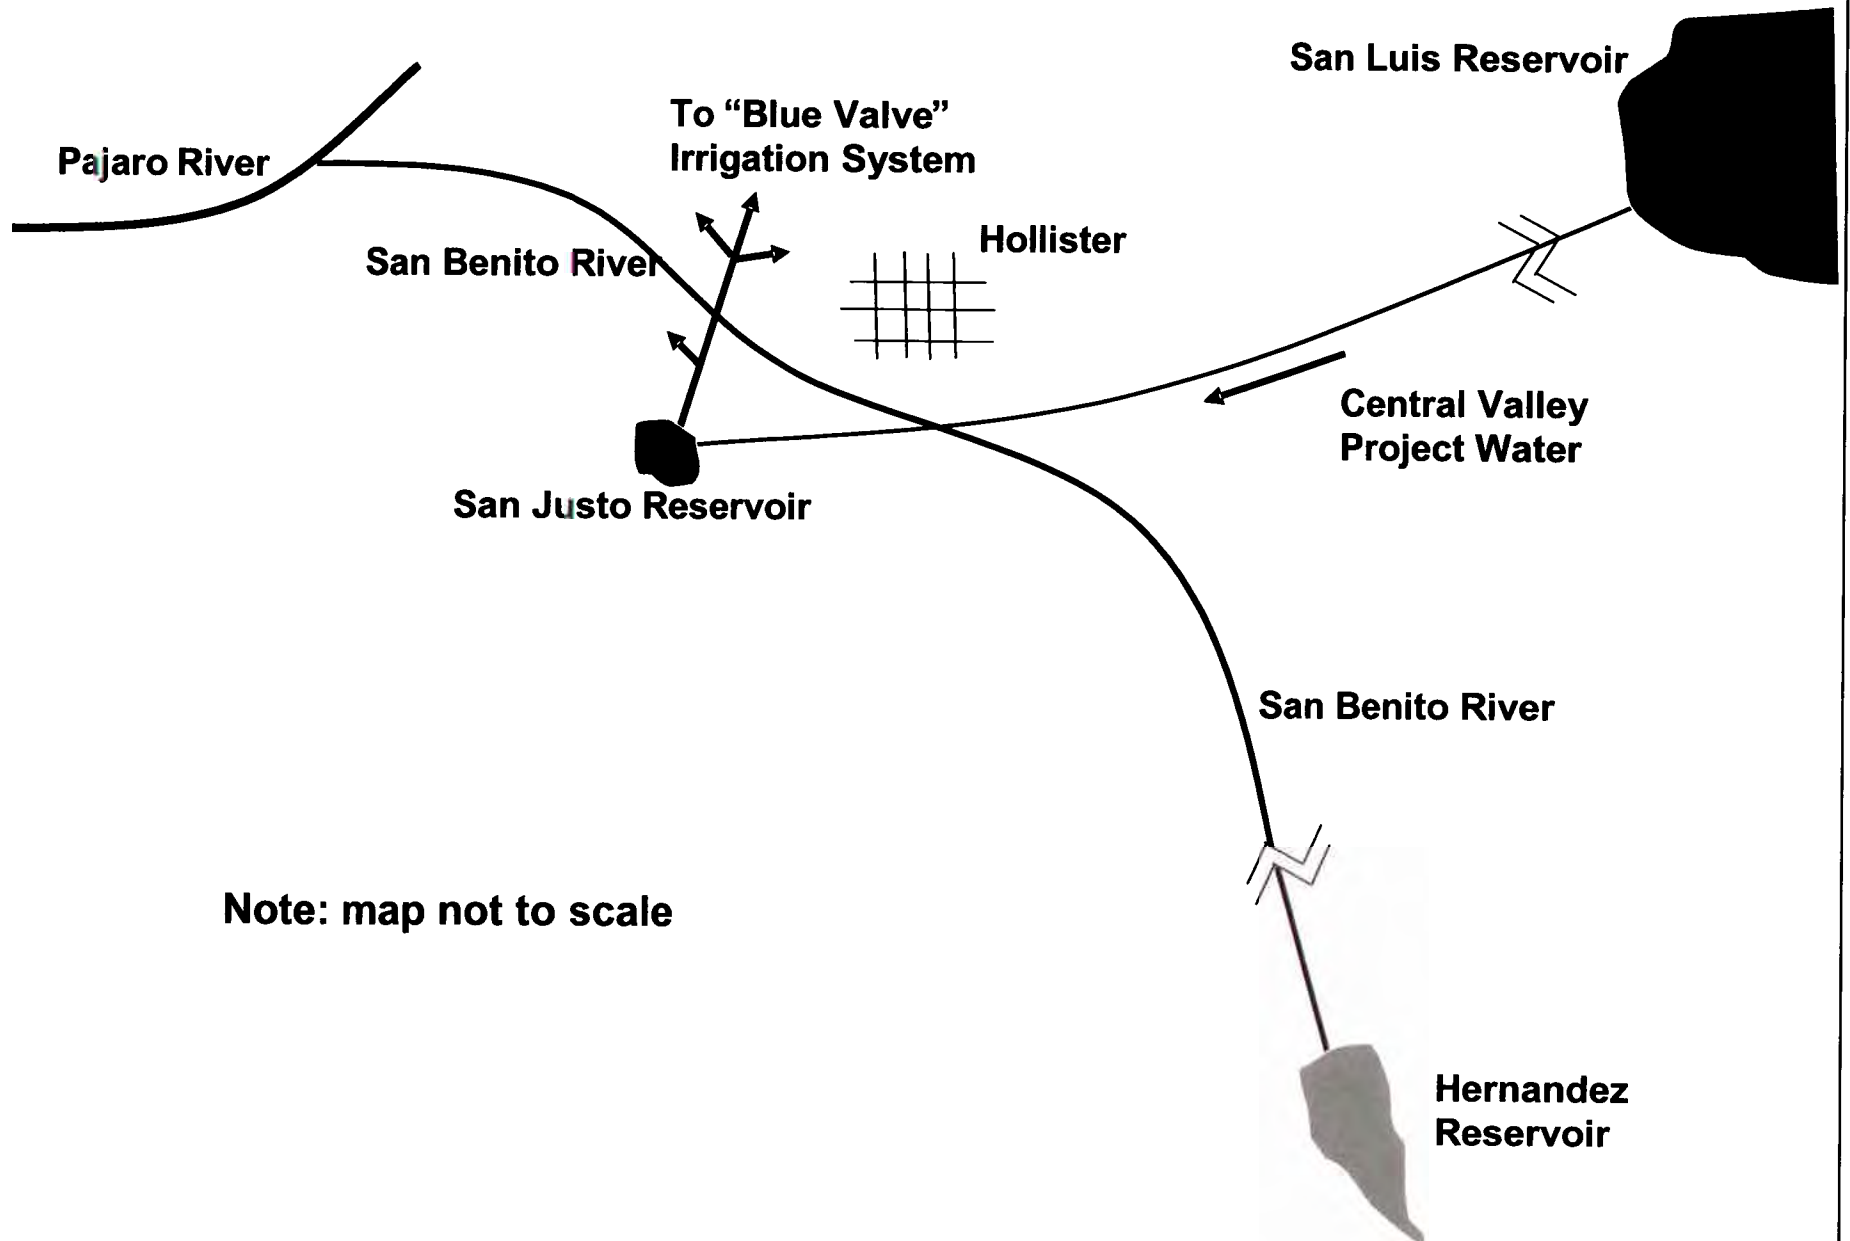 San Luis Reservoir
To “Blue Valve”
Irrigation System
Pajaro River
Hollister
San Benito River
Central Valley
Project Water
San Justo Reservoir
San Benito River
Note: map not to scale
Hernandez
Reservoir